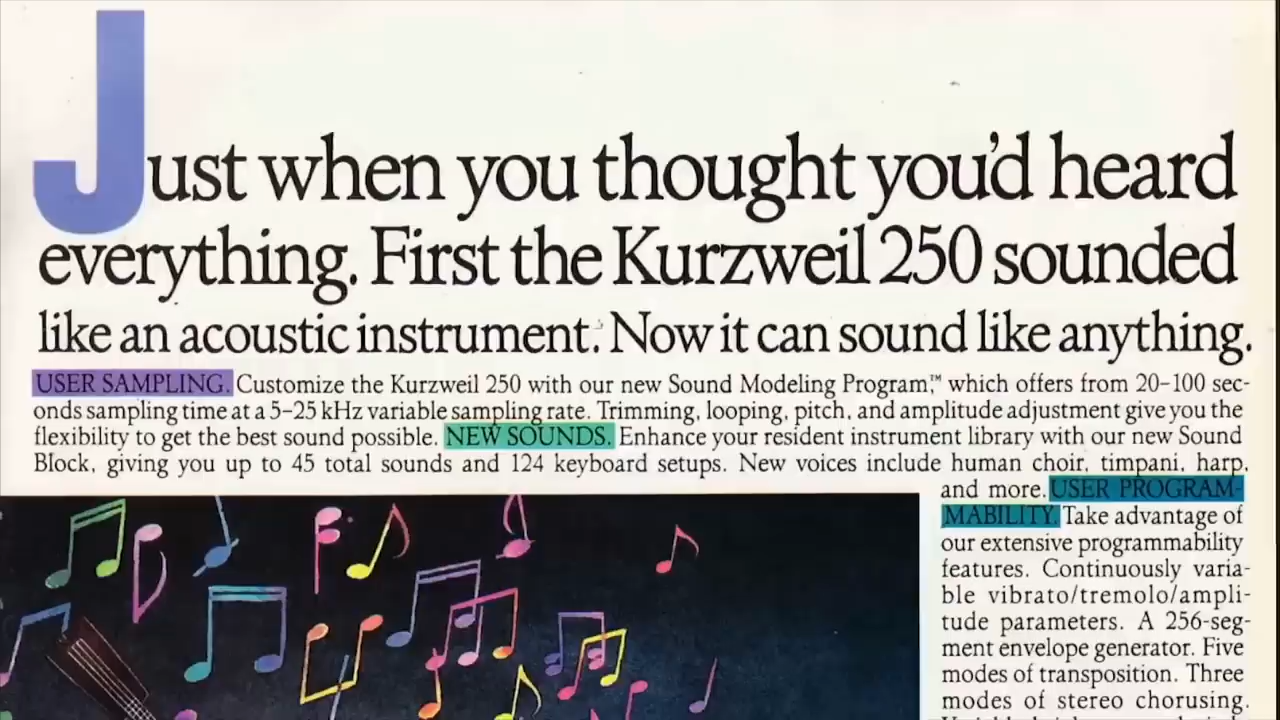 Just when you thought you'd heard
everything. First the Kurzweil 250 sounded
like an acoustic instrument. Now it can sound like anything.
USER SAMPLING. Customize the Kurzweil 250 with our new Sound Modeling Program,™ which offers from 20–100 sec-
onds sampling time at a 5–25 kHz variable sampling rate. Trimming, looping, pitch, and amplitude adjustment give you the
flexibility to get the best sound possible. NEW SOUNDS. Enhance your resident instrument library with our new Sound
Block, giving you up to 45 total sounds and 124 keyboard setups. New voices include human choir, timpani, harp,
and more. USER PROGRAM-
MABILITY. Take advantage of
our extensive programmability
features. Continuously varia-
ble vibrato/tremolo/ampli-
tude parameters. A 256-seg-
ment envelope generator. Five
modes of transposition. Three
modes of stereo chorusing.